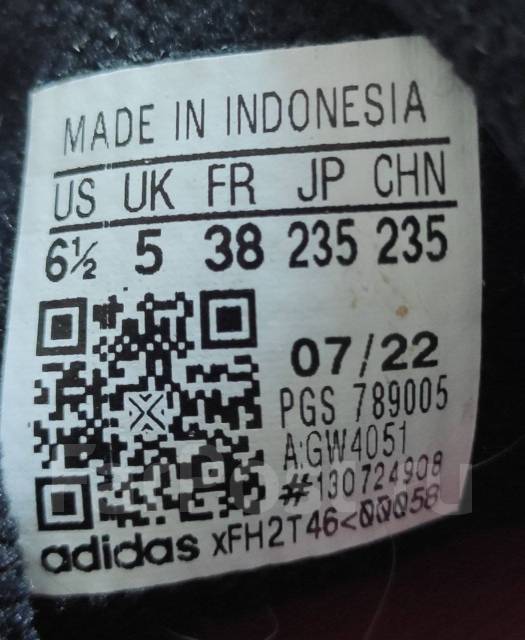 MADE IN INDONESIA
US UK FR JP CHN
6½ 5 38 235 235
07/22
PGS 789005
A:GW4051
#130724908
adidas xFH2T46<00058